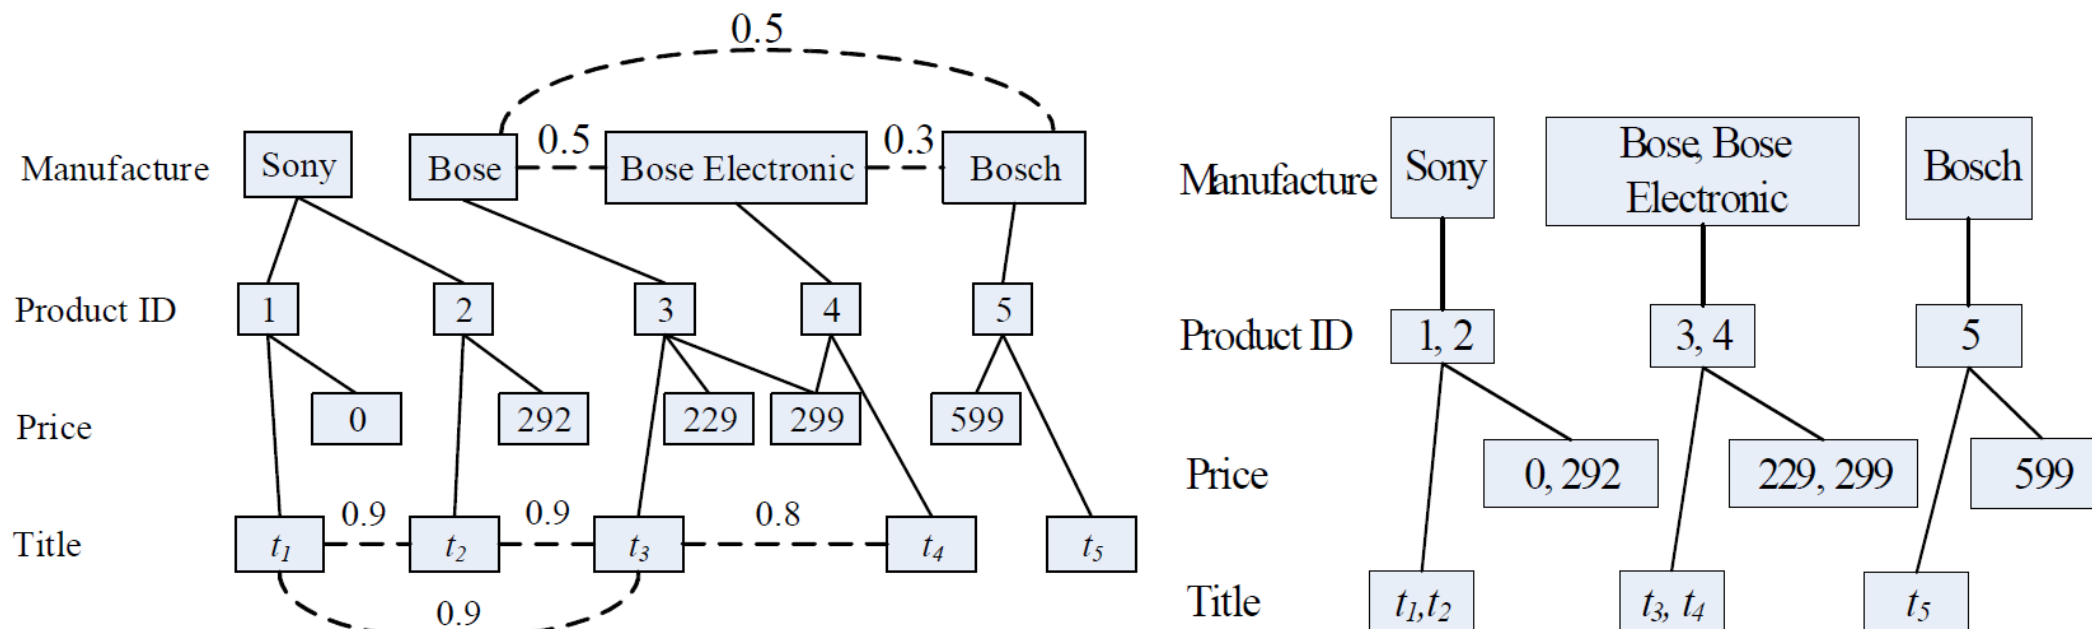 0.5
Manufacture Sony Bose 0.5 Bose Electronic 0.3 Bosch
Product ID 1 2 3 4 5
Price 0 292 229 299 599
0.9 0.9 0.8
Title t1 t2 t3 t4 t5
0.9
Manufacture Sony Bose, Bose Electronic Bosch
Product ID 1, 2 3, 4 5
Price 0, 292 229, 299 599
Title t1,t2 t3, t4 t5